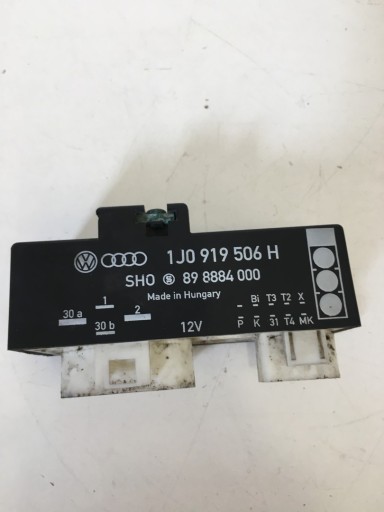 1J0 919 506 H
SHO 89 8884 000
Made in Hungary
30 a 1 2
30 b
12V
- Bi T3 T2 X
P K 31 T4 MK